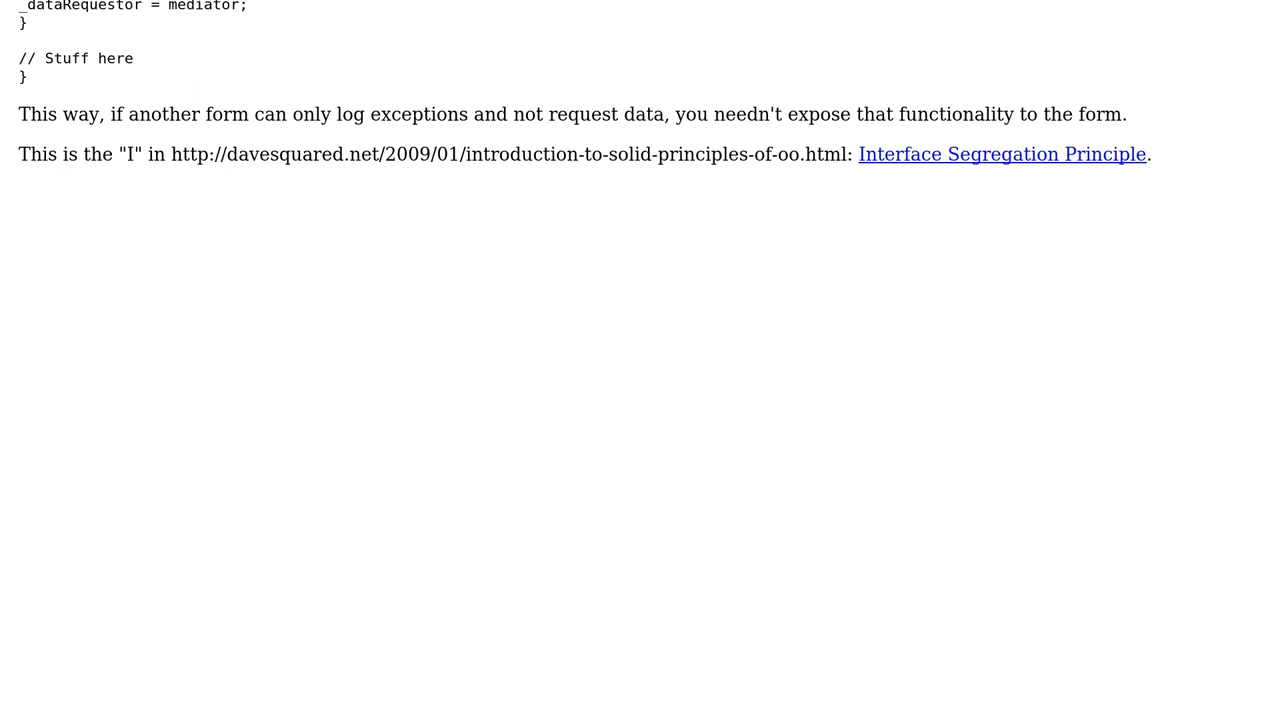 _dataRequestor = mediator;
}
// Stuff here
}
This way, if another form can only log exceptions and not request data, you needn't expose that functionality to the form.
This is the "I" in http://davesquared.net/2009/01/introduction-to-solid-principles-of-oo.html: Interface Segregation Principle.